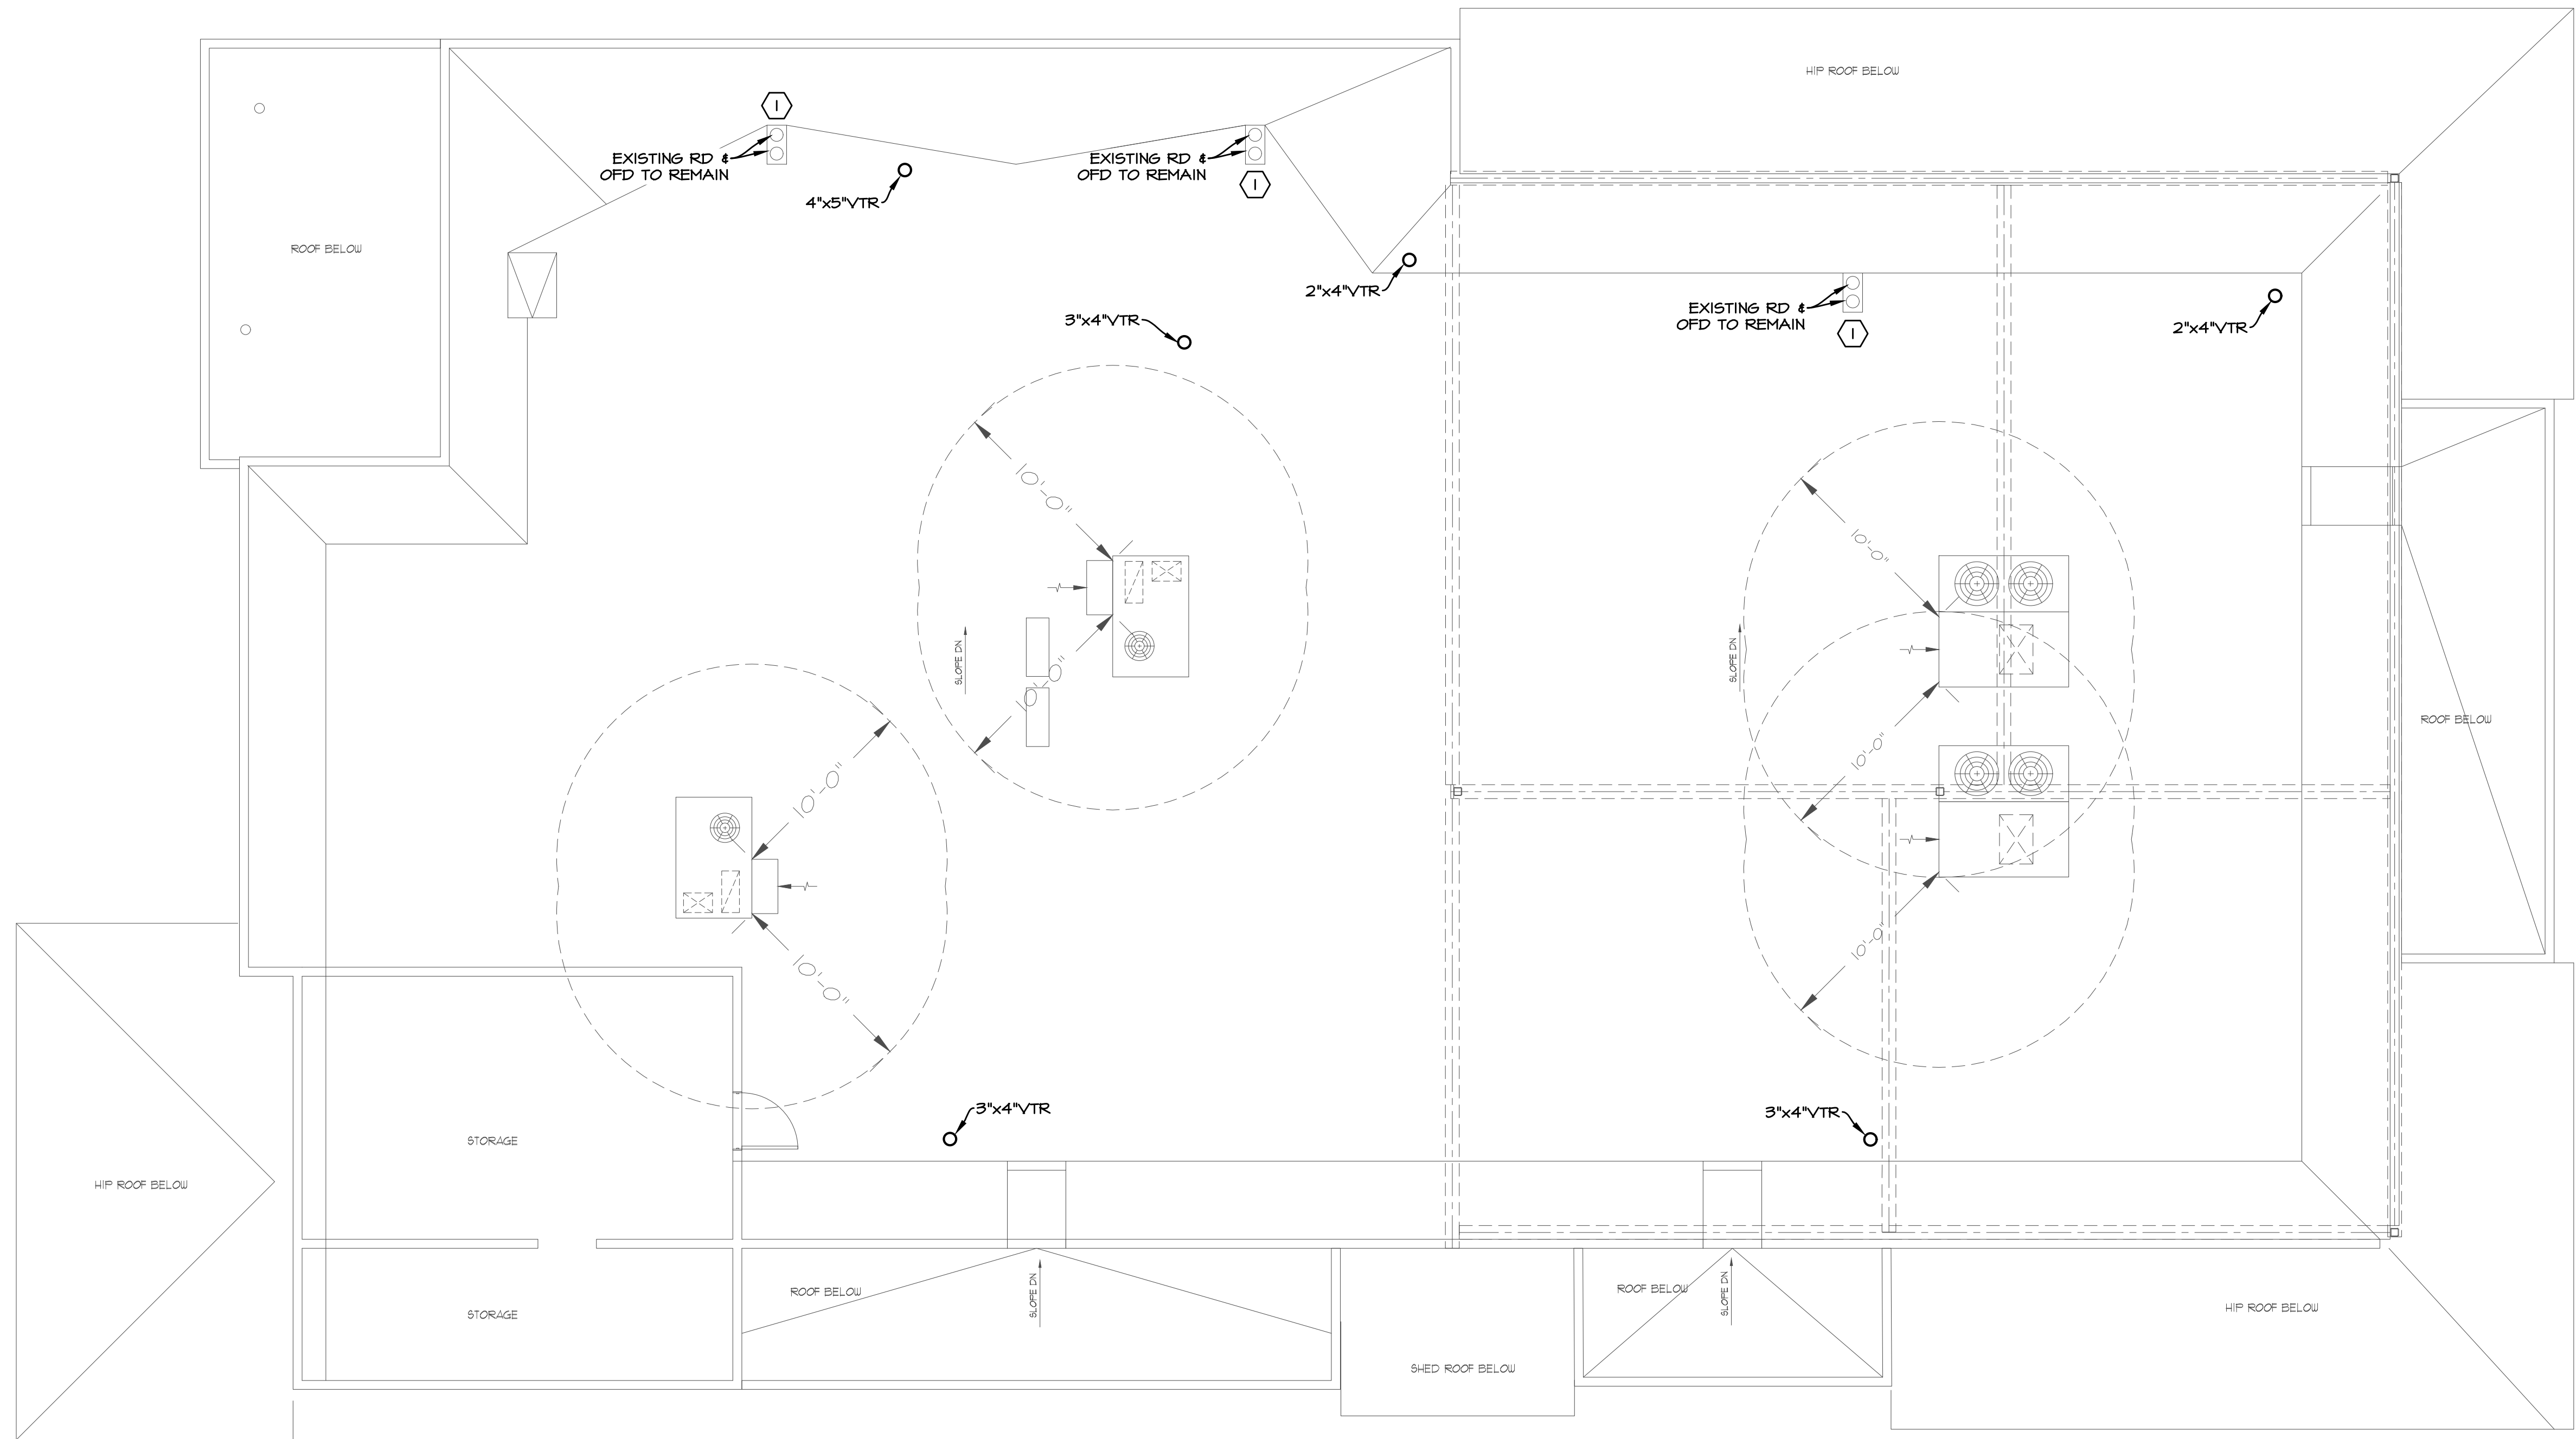 HIP ROOF BELOW
1
EXISTING RD &
OFD TO REMAIN
EXISTING RD &
OFD TO REMAIN
1
4"x5"VTR
ROOF BELOW
2"x4"VTR
3"x4"VTR
EXISTING RD &
OFD TO REMAIN
1
2"x4"VTR
10'-0"
10'-0"
SLOPE DN
10'-0"
SLOPE DN
ROOF BELOW
10'-0"
10'-0"
10'-0"
10'-0"
10'-0"
3"x4"VTR
3"x4"VTR
STORAGE
HIP ROOF BELOW
ROOF BELOW
SLOPE DN
ROOF BELOW
SLOPE DN
HIP ROOF BELOW
STORAGE
SHED ROOF BELOW